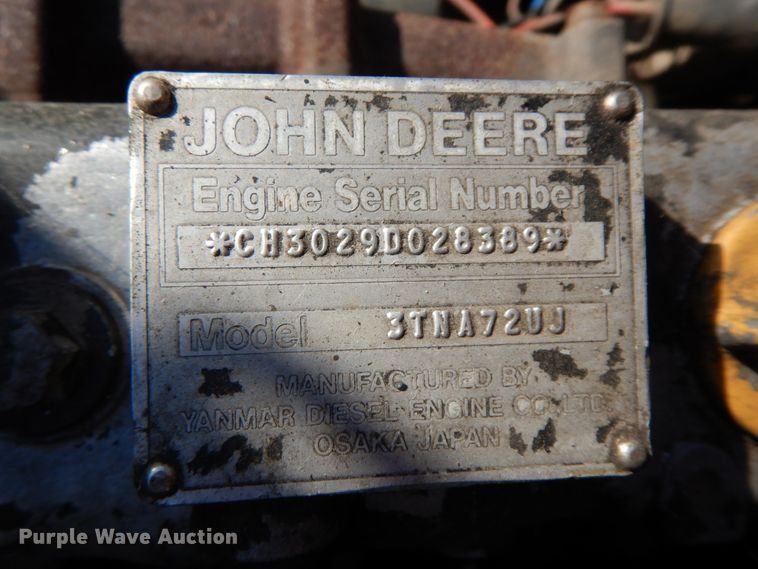 JOHN DEERE
Engine Serial Number
*CH3029D028389*
Model 3TNA72UJ
MANUFACTURED BY
YANMAR DIESEL ENGINE CO., LTD.
OSAKA JAPAN
Purple Wave Auction